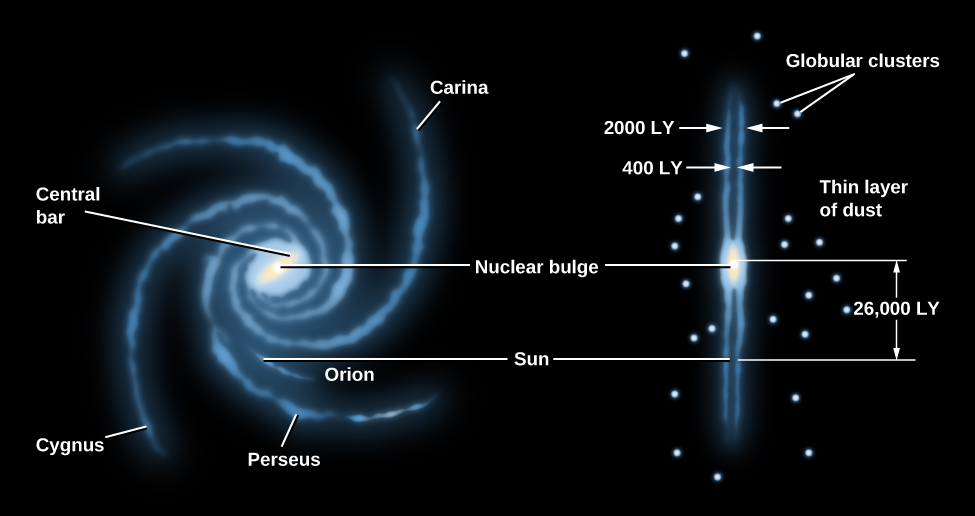 Carina
Globular clusters
2000 LY
400 LY
Central
bar
Thin layer
of dust
Nuclear bulge
26,000 LY
Sun
Orion
Cygnus
Perseus